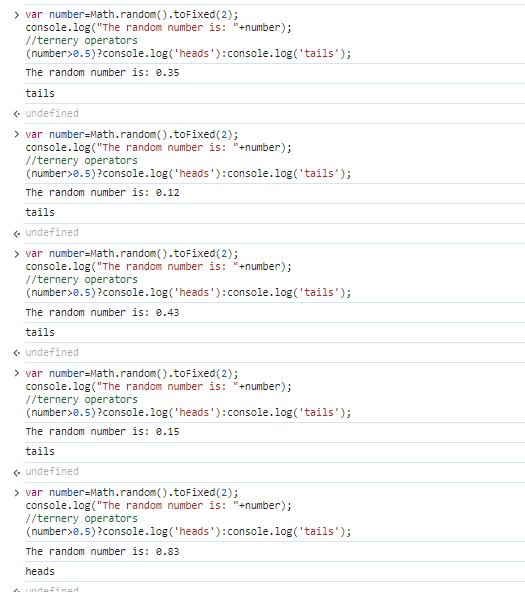 > var number=Math.random().toFixed(2);
console.log("The random number is: "+number);
//ternery operators
(number>0.5)?console.log('heads'):console.log('tails');
The random number is: 0.35
tails
undefined
> var number=Math.random().toFixed(2);
console.log("The random number is: "+number);
//ternery operators
(number>0.5)?console.log('heads'):console.log('tails');
The random number is: 0.12
tails
undefined
> var number=Math.random().toFixed(2);
console.log("The random number is: "+number);
//ternery operators
(number>0.5)?console.log('heads'):console.log('tails');
The random number is: 0.43
tails
undefined
> var number=Math.random().toFixed(2);
console.log("The random number is: "+number);
//ternery operators
(number>0.5)?console.log('heads'):console.log('tails');
The random number is: 0.15
tails
undefined
> var number=Math.random().toFixed(2);
console.log("The random number is: "+number);
//ternery operators
(number>0.5)?console.log('heads'):console.log('tails');
The random number is: 0.83
heads
undefined